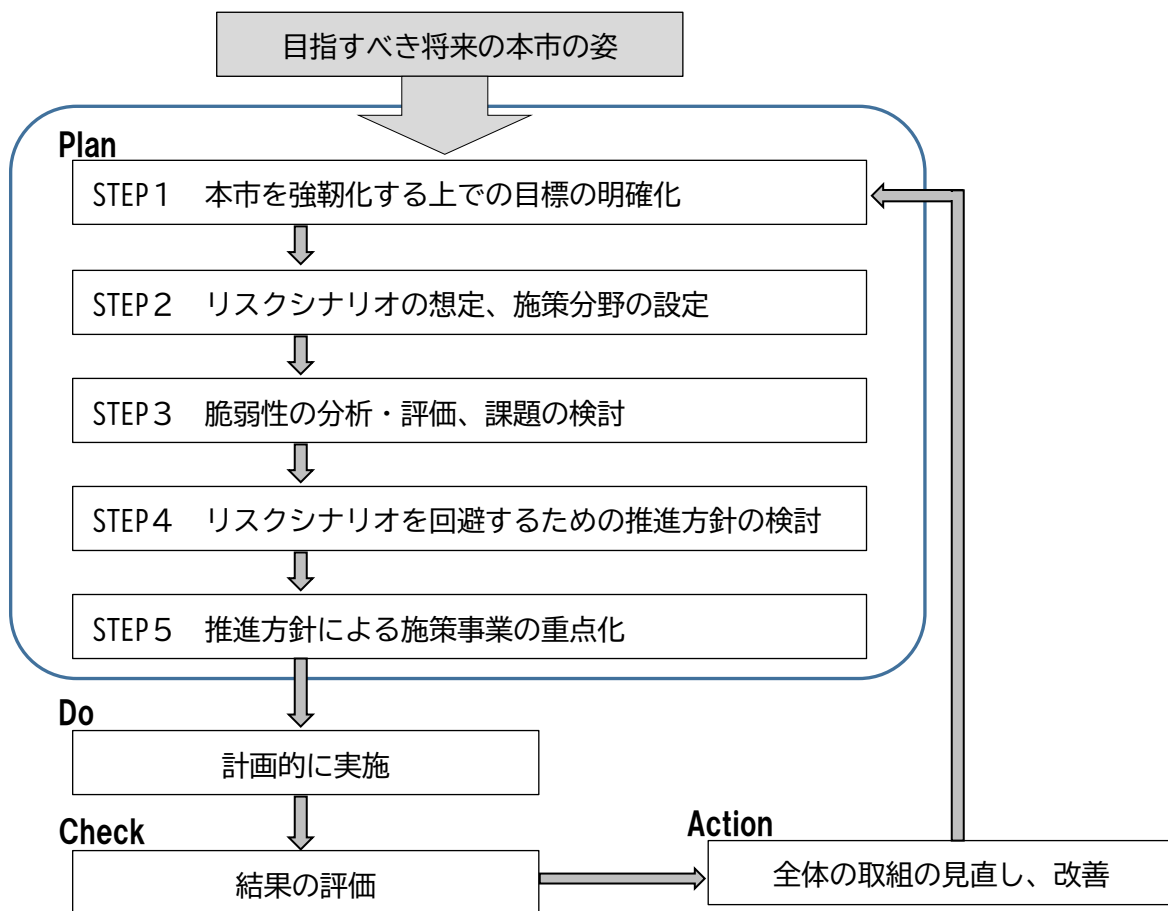 目指すべき将来の本市の姿
Plan
STEP1 本市を強靭化する上での目標の明確化
STEP2 リスクシナリオの想定、施策分野の設定
STEP3 脆弱性の分析・評価、課題の検討
STEP4 リスクシナリオを回避するための推進方針の検討
STEP5 推進方針による施策事業の重点化
Do
計画的に実施
Check
結果の評価
Action
全体の取組の見直し、改善